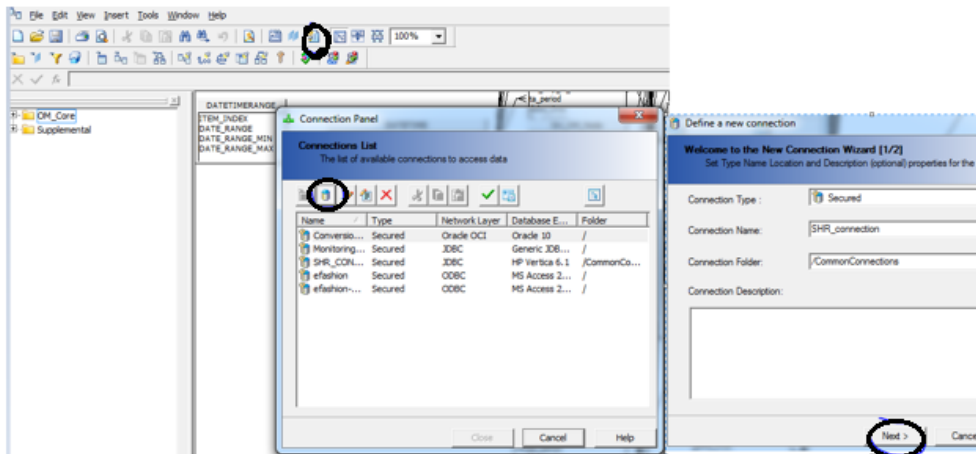 File Edit View Insert Tools Window Help
100%
OM_Core
Supplemental
DATETIMERANGE
ITEM_INDEX
DATE_RANGE
DATE_RANGE_MIN
DATE_RANGE_MAX
ta_period
Connection Panel
Connections List
The list of available connections to access data
Name Type Network Layer Database E... Folder
Conversio... Secured Oracle OCI Oracle 10 /
Monitoring... Secured JDBC Generic JDB... /
SHR_CON... Secured JDBC HP Vertica 6.1 /CommonCo...
efashion Secured ODBC MS Access 2... /
efashion-... Secured ODBC MS Access 2... /
Close Cancel Help
Define a new connection
Welcome to the New Connection Wizard [1/2]
Set Type Name Location and Description (optional) properties for the
Connection Type : Secured
Connection Name: SHR_connection
Connection Folder: /CommonConnections
Connection Description:
Next > Cance